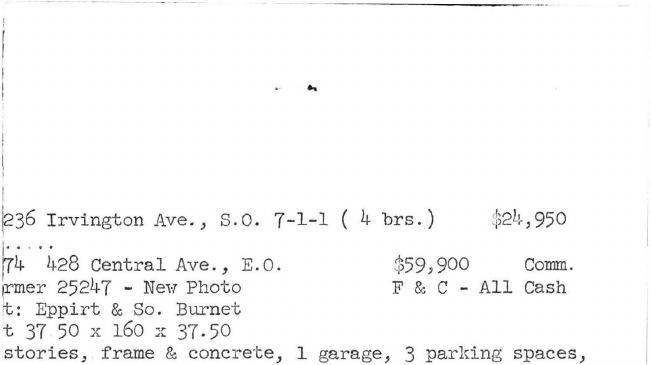 236 Irvington Ave., S.O. 7-1-1 ( 4 brs.) $24,950
.....
74 428 Central Ave., E.O. $59,900 Comm.
rmer 25247 - New Photo F & C - All Cash
t: Eppirt & So. Burnet
t 37.50 x 160 x 37.50
stories, frame & concrete, 1 garage, 3 parking spaces,